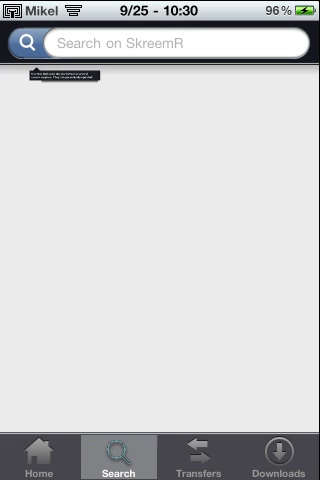 Mikel
9/25 - 10:30
96%
Search on SkreemR
Home
Search
Transfers
Downloads